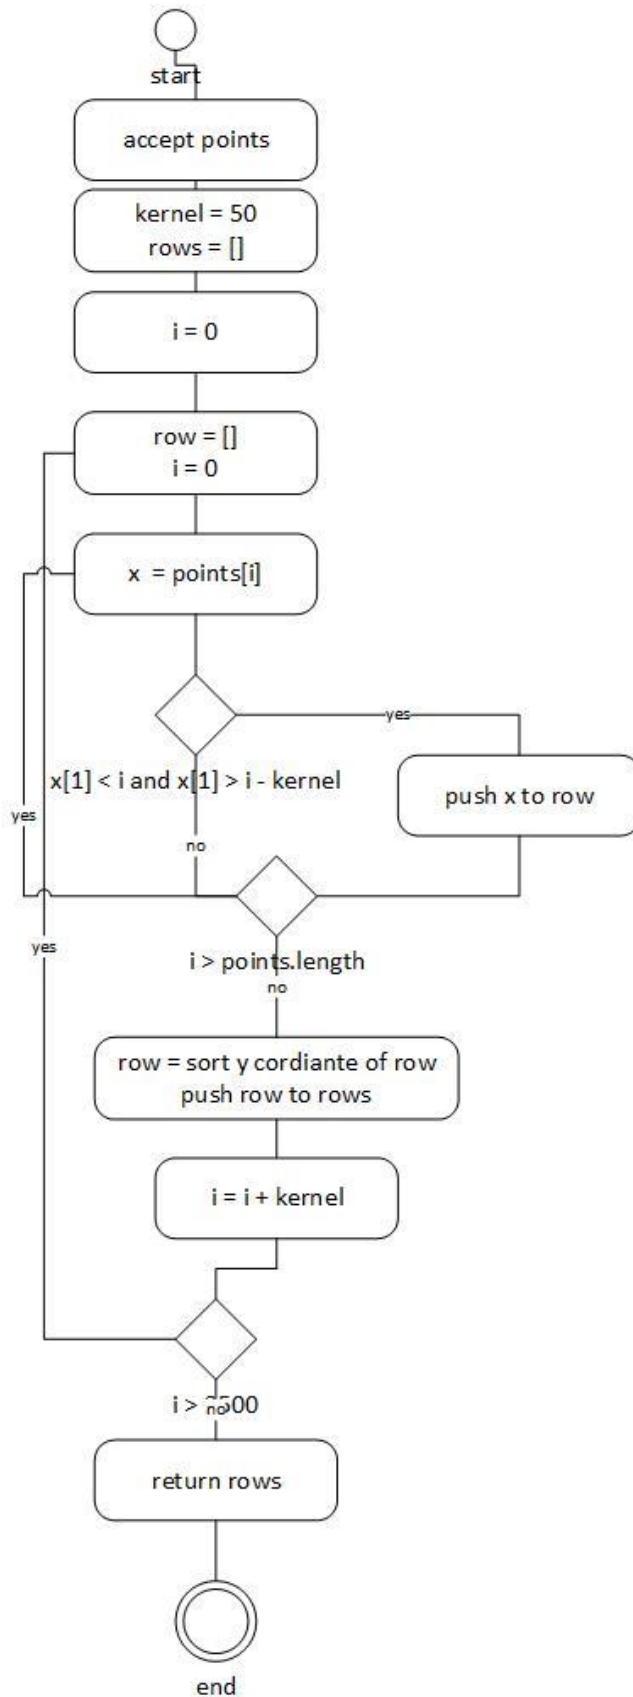 start
accept points
kernel = 50
rows = []
i = 0
row = []
i = 0
x = points[i]
yes
x[1] < i and x[1] > i - kernel
push x to row
yes
no
yes
i > points.length
no
row = sort y cordiante of row
push row to rows
i = i + kernel
i >
no
return rows
end